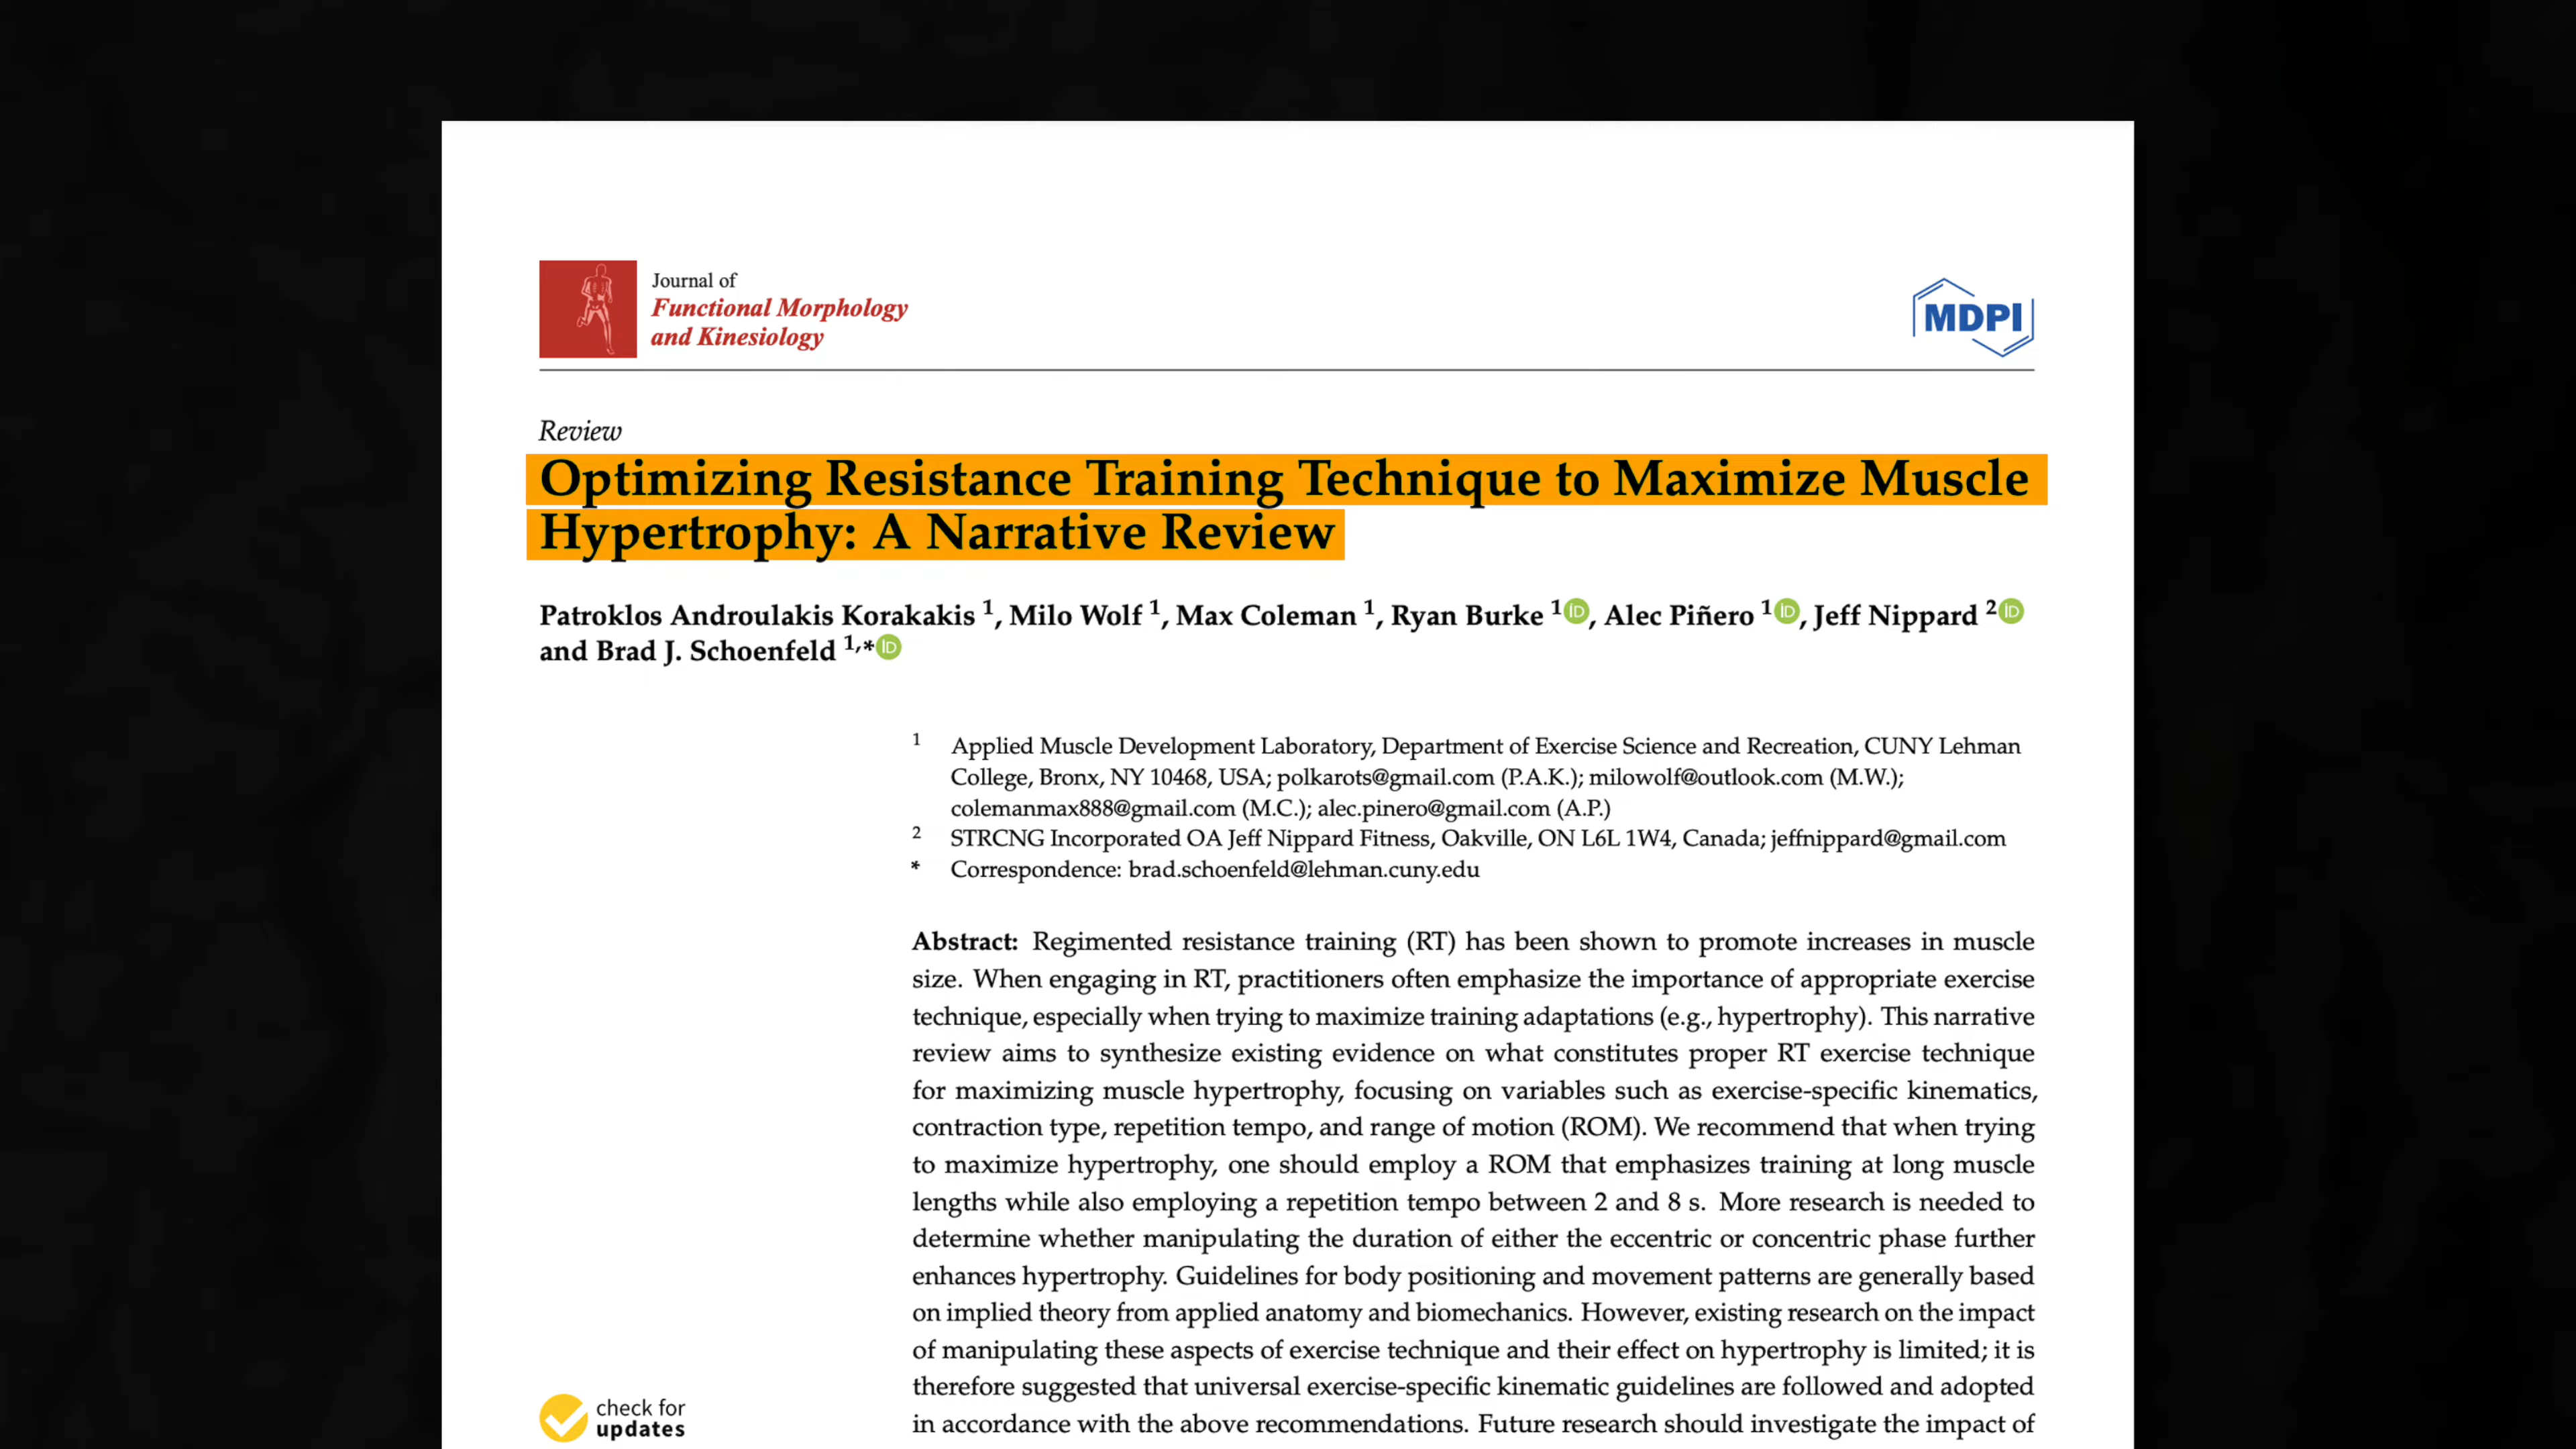 Journal of
Functional Morphology
and Kinesiology
MDPI
Review
Optimizing Resistance Training Technique to Maximize Muscle
Hypertrophy: A Narrative Review
Patroklos Androulakis Korakakis 1, Milo Wolf 1, Max Coleman 1, Ryan Burke 1 iD, Alec Piñero 1 iD, Jeff Nippard 2 iD
and Brad J. Schoenfeld 1,* iD
1 Applied Muscle Development Laboratory, Department of Exercise Science and Recreation, CUNY Lehman
College, Bronx, NY 10468, USA; polkarots@gmail.com (P.A.K.); milowolf@outlook.com (M.W.);
colemanmax888@gmail.com (M.C.); alec.pinero@gmail.com (A.P.)
2 STRCNG Incorporated OA Jeff Nippard Fitness, Oakville, ON L6L 1W4, Canada; jeffnippard@gmail.com
* Correspondence: brad.schoenfeld@lehman.cuny.edu
Abstract: Regimented resistance training (RT) has been shown to promote increases in muscle
size. When engaging in RT, practitioners often emphasize the importance of appropriate exercise
technique, especially when trying to maximize training adaptations (e.g., hypertrophy). This narrative
review aims to synthesize existing evidence on what constitutes proper RT exercise technique
for maximizing muscle hypertrophy, focusing on variables such as exercise-specific kinematics,
contraction type, repetition tempo, and range of motion (ROM). We recommend that when trying
to maximize hypertrophy, one should employ a ROM that emphasizes training at long muscle
lengths while also employing a repetition tempo between 2 and 8 s. More research is needed to
determine whether manipulating the duration of either the eccentric or concentric phase further
enhances hypertrophy. Guidelines for body positioning and movement patterns are generally based
on implied theory from applied anatomy and biomechanics. However, existing research on the impact
of manipulating these aspects of exercise technique and their effect on hypertrophy is limited; it is
therefore suggested that universal exercise-specific kinematic guidelines are followed and adopted
in accordance with the above recommendations. Future research should investigate the impact of
check for
updates